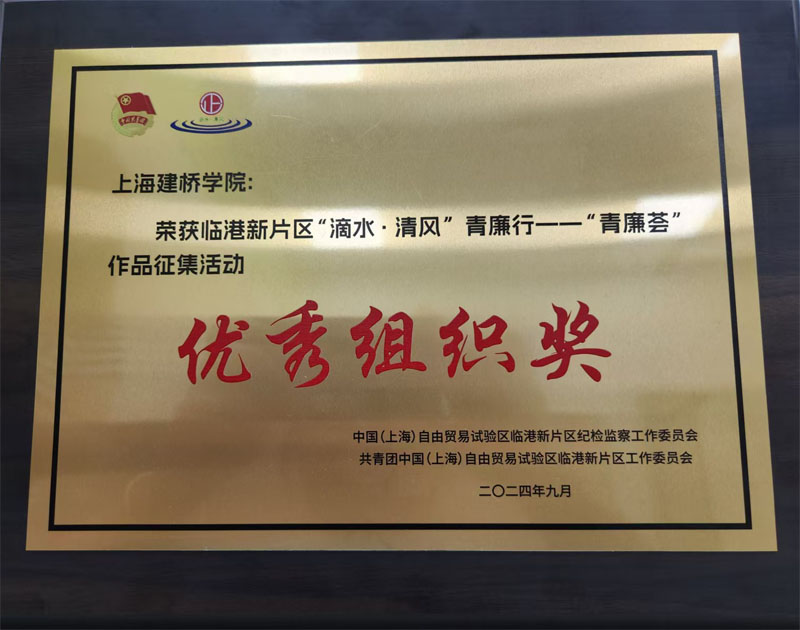 上海建桥学院：
荣获临港新片区“滴水·清风”青廉行——“青廉荟”
作品征集活动
优秀组织奖
中国（上海）自由贸易试验区临港新片区纪检监察工作委员会
共青团中国（上海）自由贸易试验区临港新片区工作委员会
二〇二四年九月